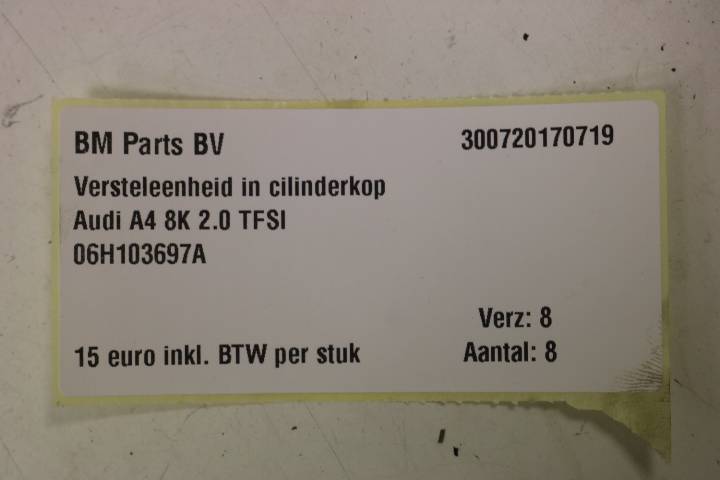 BM Parts BV
300720170719
Versteleenheid in cilinderkop
Audi A4 8K 2.0 TFSI
06H103697A
Verz: 8
15 euro inkl. BTW per stuk
Aantal: 8